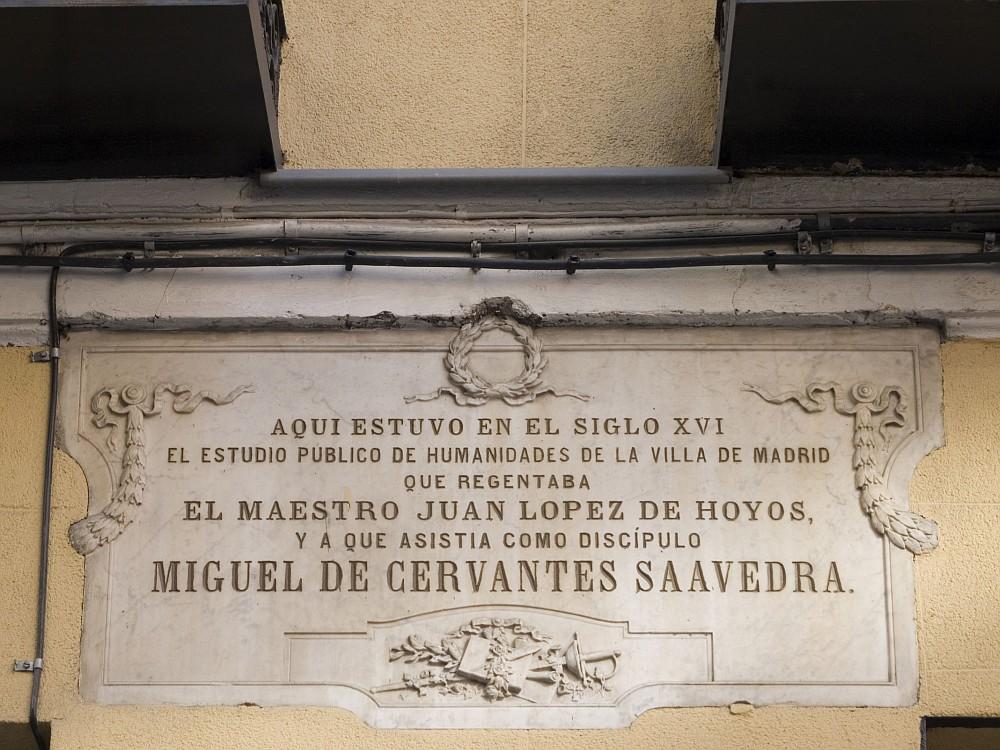 AQUI ESTUVO EN EL SIGLO XVI
EL ESTUDIO PUBLICO DE HUMANIDADES DE LA VILLA DE MADRID
QUE REGENTABA
EL MAESTRO JUAN LOPEZ DE HOYOS,
Y A QUE ASISTIA COMO DISCÍPULO
MIGUEL DE CERVANTES SAAVEDRA.